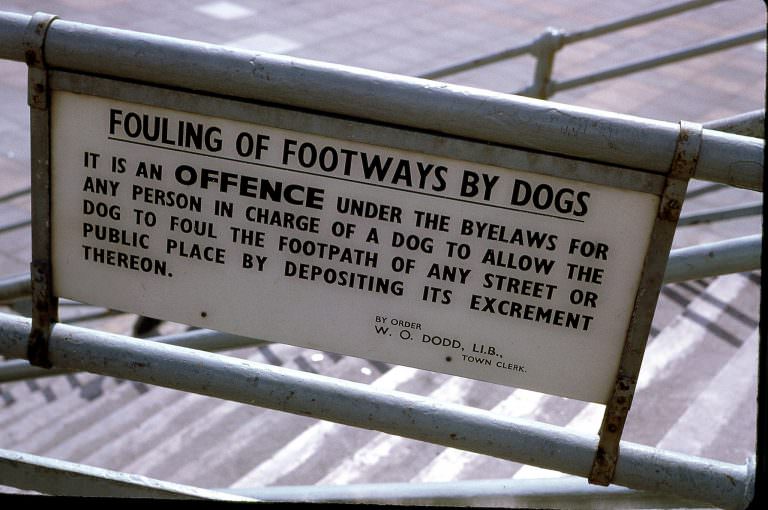 FOULING OF FOOTWAYS BY DOGS
IT IS AN OFFENCE UNDER THE BYELAWS FOR
ANY PERSON IN CHARGE OF A DOG TO ALLOW THE
DOG TO FOUL THE FOOTPATH OF ANY STREET OR
PUBLIC PLACE BY DEPOSITING ITS EXCREMENT
THEREON.
BY ORDER
W. O. DODD, LI.B.,
TOWN CLERK.